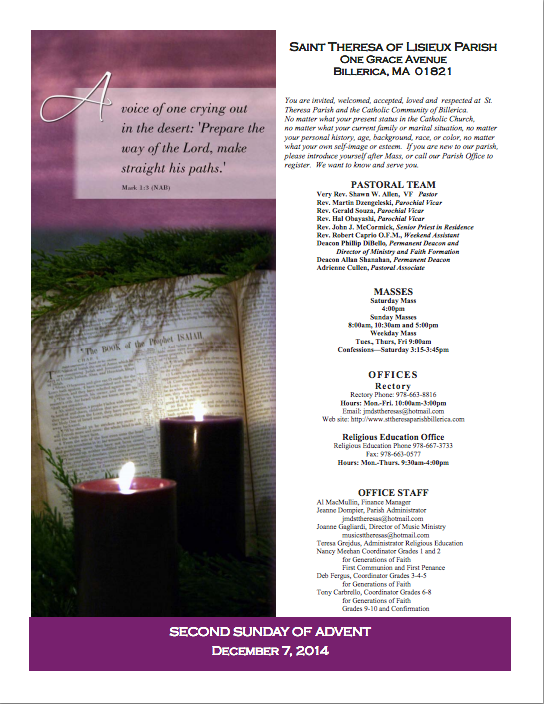 A
voice of one crying out
in the desert: 'Prepare the
way of the Lord, make
straight his paths.'
Mark 1:3 (NAB)
The BOOK of the Prophet ISAIAH
Saint Theresa of Lisieux Parish
One Grace Avenue
Billerica, MA 01821
You are invited, welcomed, accepted, loved and respected at St.
Theresa Parish and the Catholic Community of Billerica.
No matter what your present status in the Catholic Church,
no matter what your current family or marital situation, no matter
your personal history, age, background, race, or color, no matter
what your own self-image or esteem. If you are new to our parish,
please introduce yourself after Mass, or call our Parish Office to
register. We want to know and serve you.
PASTORAL TEAM
Very Rev. Shawn W. Allen, VF Pastor
Rev. Martin Dzengeleski, Parochial Vicar
Rev. Gerald Souza, Parochial Vicar
Rev. Hal Obayashi, Parochial Vicar
Rev. John J. McCormick, Senior Priest in Residence
Rev. Robert Caprio O.F.M., Weekend Assistant
Deacon Phillip DiBello, Permanent Deacon and
Director of Ministry and Faith Formation
Deacon Allan Shanahan, Permanent Deacon
Adrienne Cullen, Pastoral Associate
MASSES
Saturday Mass
4:00pm
Sunday Masses
8:00am, 10:30am and 5:00pm
Weekday Mass
Tues., Thurs, Fri 9:00am
Confessions—Saturday 3:15-3:45pm
OFFICES
Rectory
Rectory Phone: 978-663-8816
Hours: Mon.-Fri. 10:00am-3:00pm
Email: jmdsttheresas@hotmail.com
Web site: http://www.sttheresaparishbillerica.com
Religious Education Office
Religious Education Phone 978-667-3733
Fax: 978-663-0577
Hours: Mon.-Thurs. 9:30am-4:00pm
OFFICE STAFF
Al MacMullin, Finance Manager
Jeanne Dompier, Parish Administrator
jmdsttheresas@hotmail.com
Joanne Gagliardi, Director of Music Ministry
musicsttheresas@hotmail.com
Teresa Grejdus, Administrator Religious Education
Nancy Meehan Coordinator Grades 1 and 2
for Generations of Faith
First Communion and First Penance
Deb Fergus, Coordinator Grades 3-4-5
for Generations of Faith
Tony Carbrello, Coordinator Grades 6-8
for Generations of Faith
Grades 9-10 and Confirmation
SECOND SUNDAY OF ADVENT
December 7, 2014